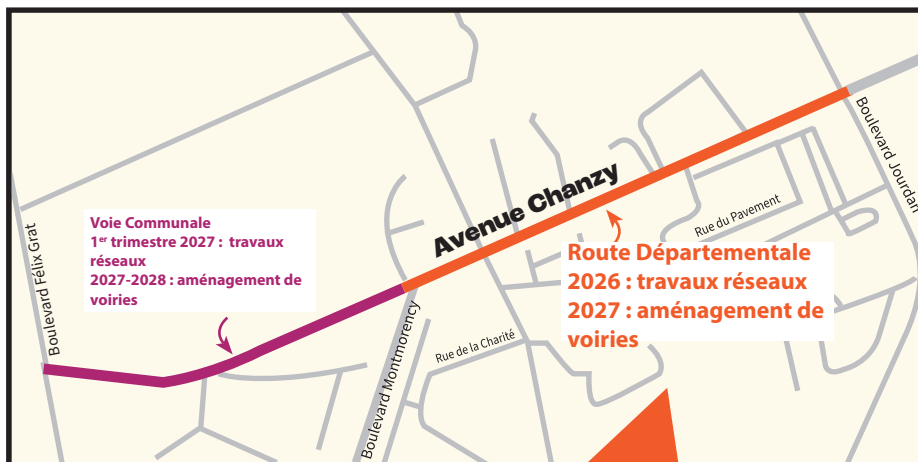 Boulevard Félix Grat
Voie Communale
1er trimestre 2027 : travaux
réseaux
2027-2028 : aménagement de
voiries
Avenue Chanzy
Boulevard Montmorency
Rue de la Charité
Rue du Pavement
Route Départementale
2026 : travaux réseaux
2027 : aménagement de
voiries
Boulevard Jourdan